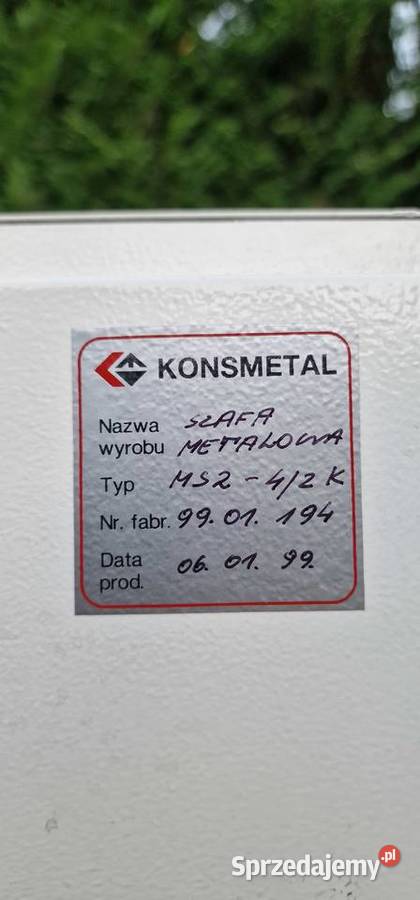 KONSMETAL
Nazwa wyrobu SZAFA METALOWA
Typ MS2 - 4/2 K
Nr. fabr. 99.01. 194
Data prod. 06. 01. 99.
Sprzedajemy.pl